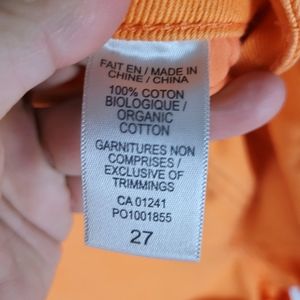 FAIT EN / MADE IN
CHINE / CHINA
100% COTON
BIOLOGIQUE /
ORGANIC
COTTON
GARNITURES NON
COMPRISES /
EXCLUSIVE OF
TRIMMINGS
CA 01241
PO1001855
27